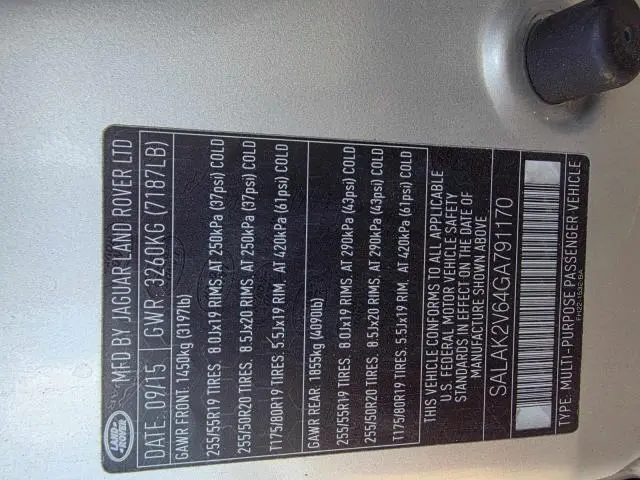 LAND-
ROVER
MFD BY JAGUAR LAND ROVER LTD
DATE: 09/15 GWR: 3260KG (7187LB)
GAWR FRONT: 1450kg (3197lb)
255/55R19 TIRES. 8.0Jx19 RIMS. AT 250kPa (37psi) COLD
255/50R20 TIRES. 8.5Jx20 RIMS. AT 250kPa (37psi) COLD
T175/80R19 TIRES. 5.5Jx19 RIM. AT 420kPa (61psi) COLD
GAWR REAR: 1855kg (4090lb)
255/55R19 TIRES. 8.0Jx19 RIMS. AT 290kPa (43psi) COLD
255/50R20 TIRES. 8.5Jx20 RIMS. AT 290kPa (43psi) COLD
T175/80R19 TIRES. 5.5Jx19 RIM. AT 420kPa (61psi) COLD
THIS VEHICLE CONFORMS TO ALL APPLICABLE
U.S. FEDERAL MOTOR VEHICLE SAFETY
STANDARDS IN EFFECT ON THE DATE OF
MANUFACTURE SHOWN ABOVE.
SALAK2V64GA791170
TYPE: MULTI-PURPOSE PASSENGER VEHICLE
FH22-1532-BA